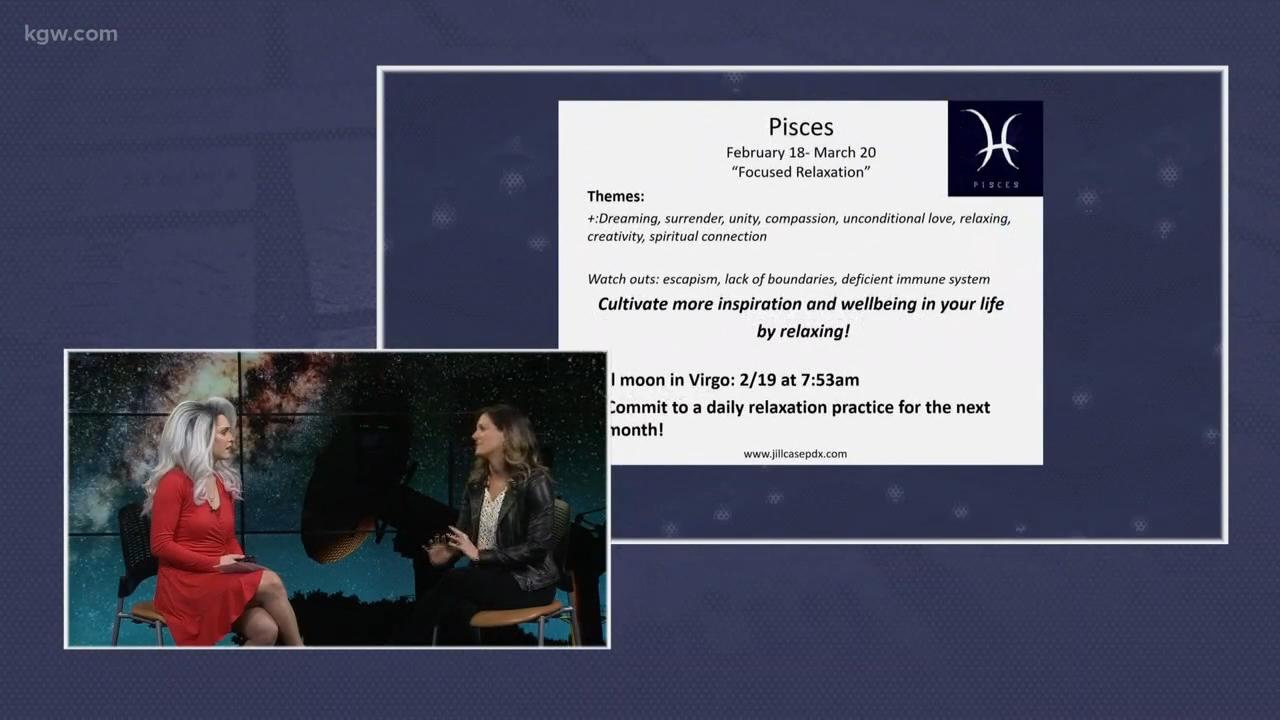 kgw.com
Pisces
February 18- March 20
“Focused Relaxation”
PISCES
Themes:
+:Dreaming, surrender, unity, compassion, unconditional love, relaxing,
creativity, spiritual connection
Watch outs: escapism, lack of boundaries, deficient immune system
Cultivate more inspiration and wellbeing in your life
by relaxing!
l moon in Virgo: 2/19 at 7:53am
Commit to a daily relaxation practice for the next
month!
www.jillcasepdx.com